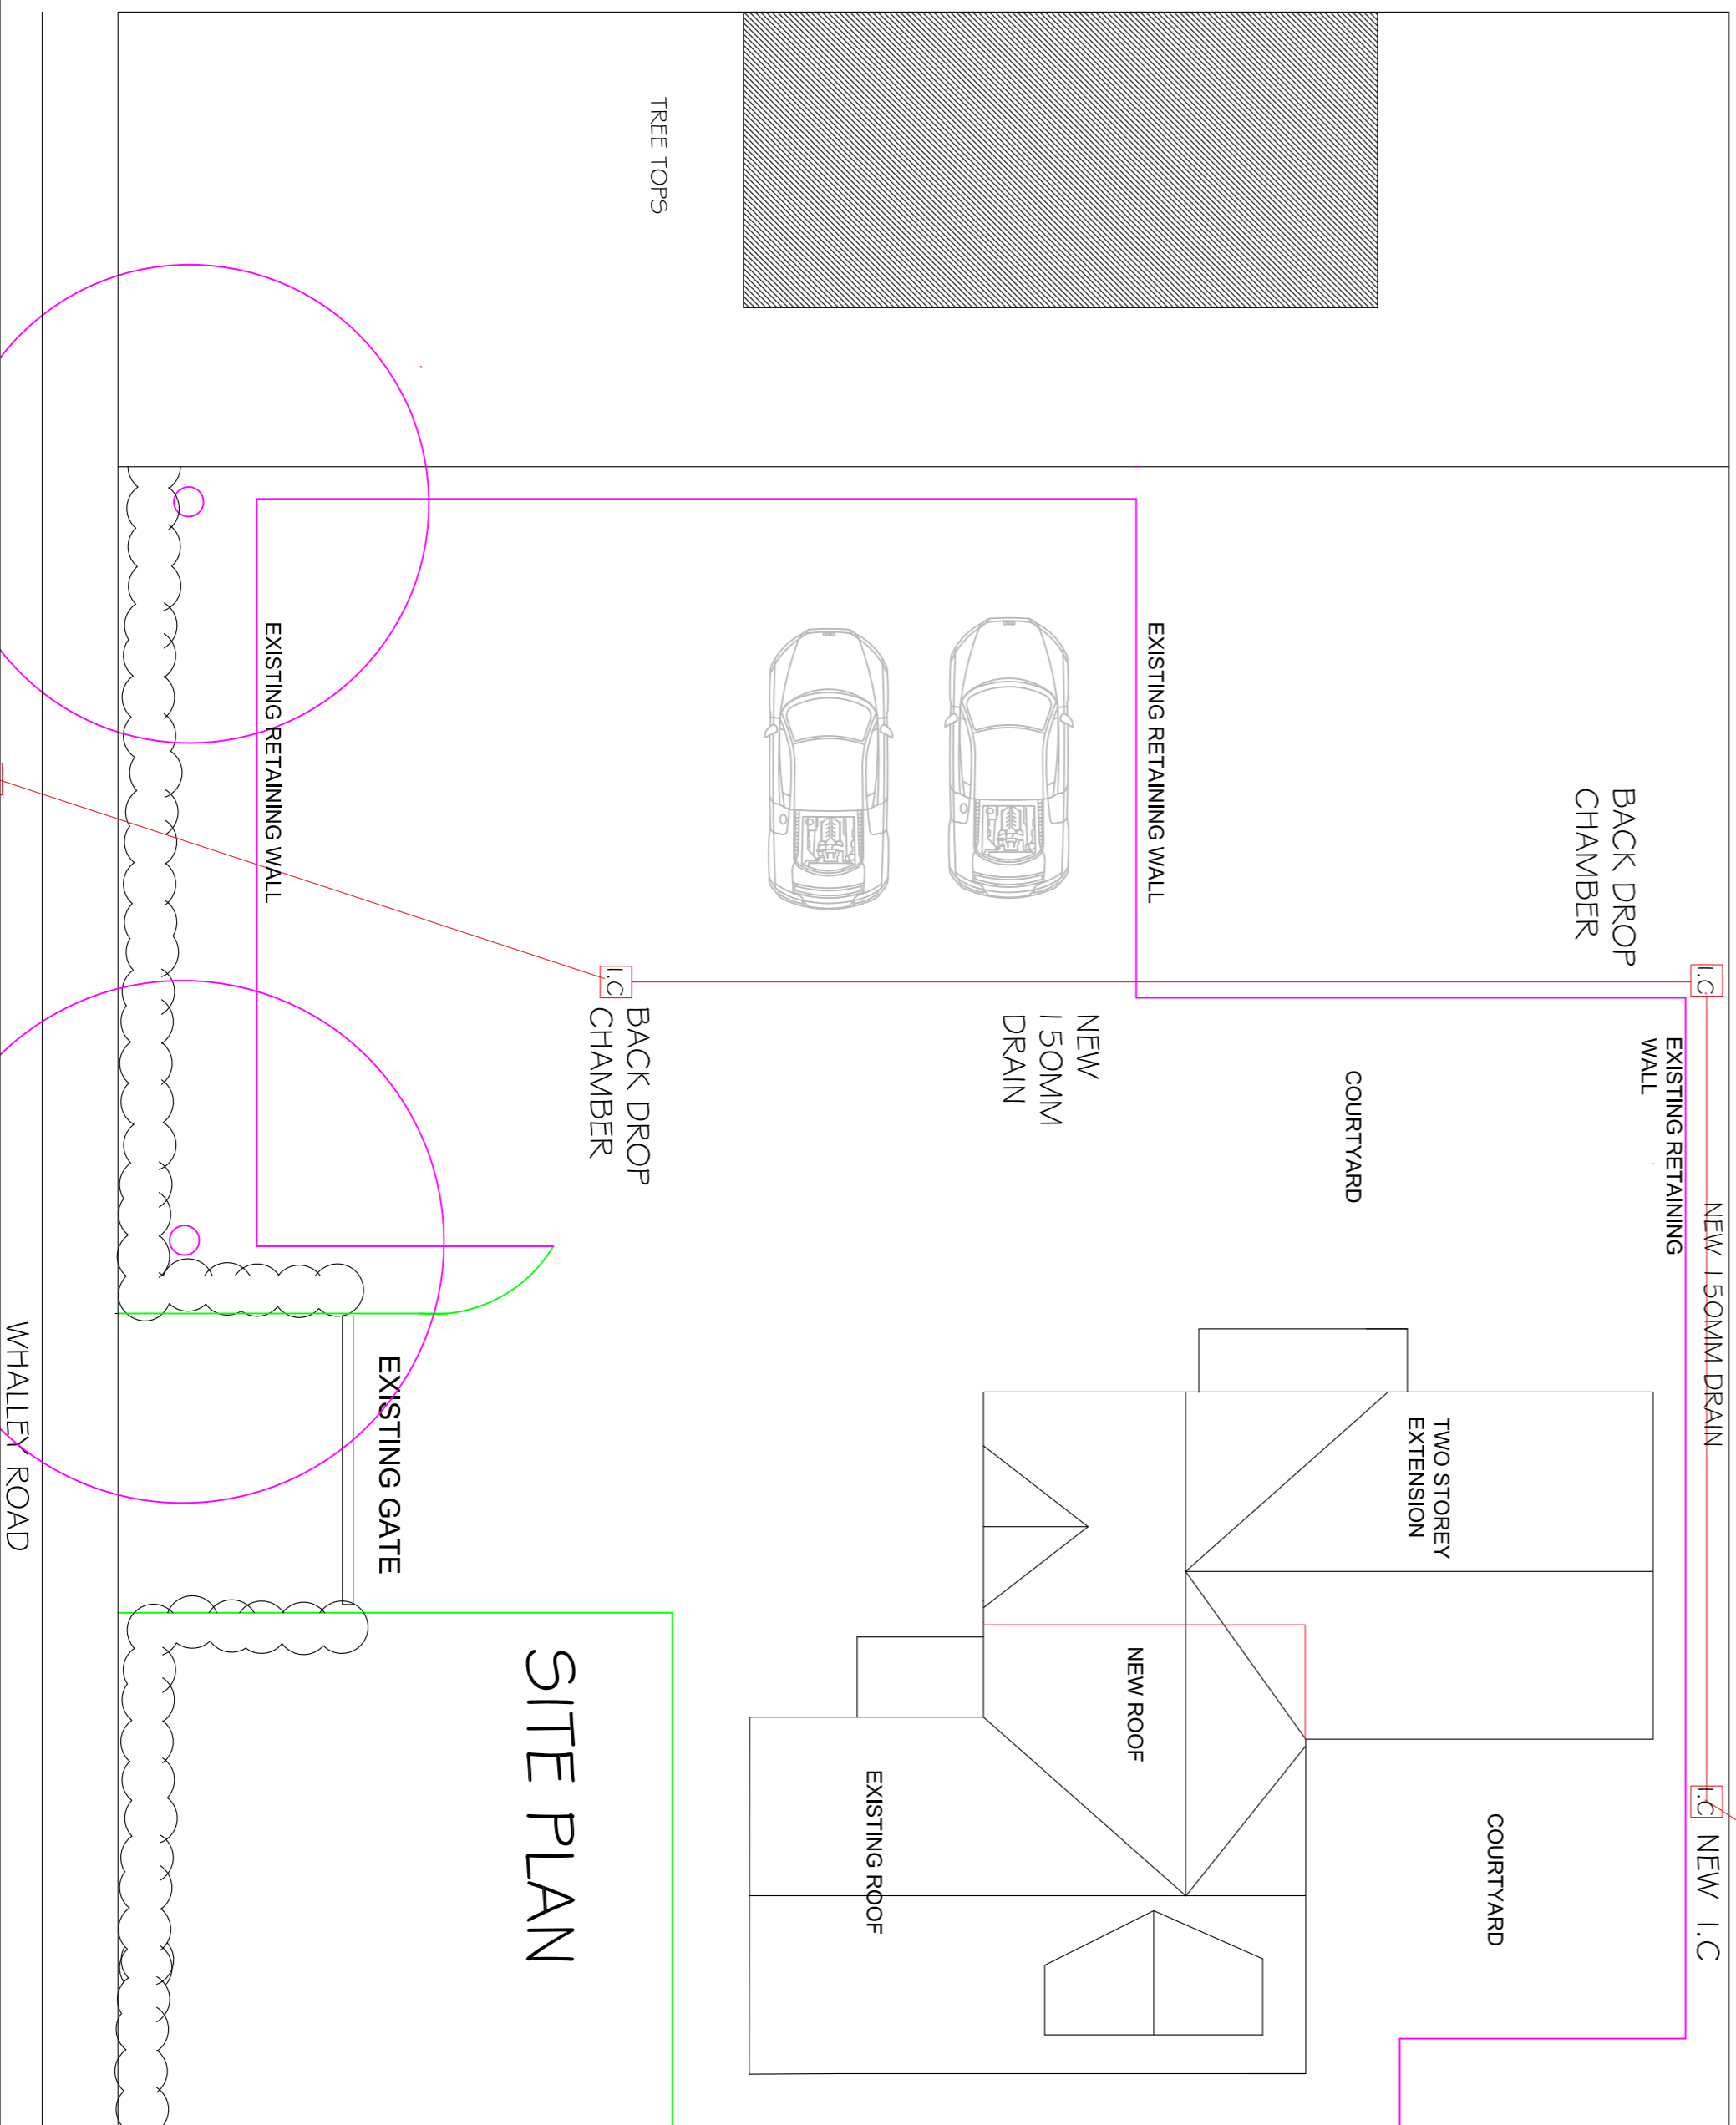 NEW 150MM DRAIN
I.C
I.C
NEW I.C
BACK DROP
CHAMBER
EXISTING RETAINING
WALL
COURTYARD
COURTYARD
TWO STOREY
EXTENSION
EXISTING RETAINING WALL
NEW
150MM
DRAIN
NEW ROOF
EXISTING ROOF
TREE TOPS
I.C
BACK DROP
CHAMBER
SITE PLAN
EXISTING GATE
EXISTING RETAINING WALL
WHALLEY ROAD